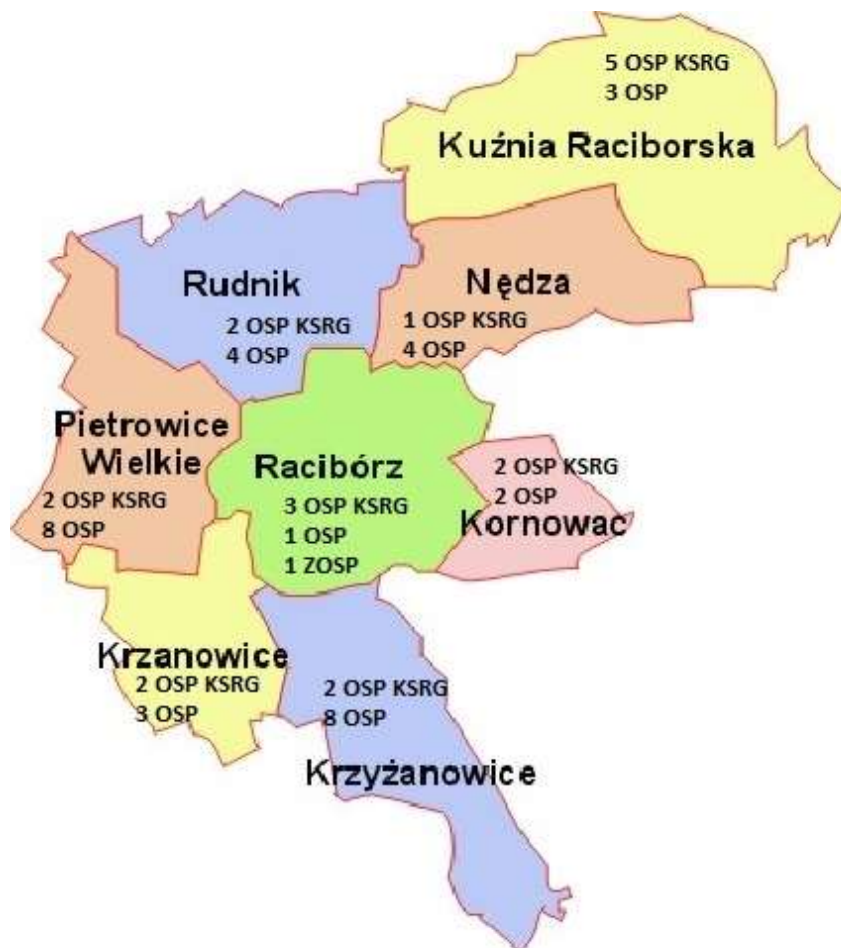 5 OSP KSRG
3 OSP
Kuźnia Raciborska
Rudnik
2 OSP KSRG
4 OSP
Nędza
1 OSP KSRG
4 OSP
Pietrowice
Wielkie
2 OSP KSRG
8 OSP
Racibórz
3 OSP KSRG
1 OSP
1 ZOSP
2 OSP KSRG
2 OSP
Kornowac
Krzanowice
2 OSP KSRG
3 OSP
2 OSP KSRG
8 OSP
Krzyżanowice